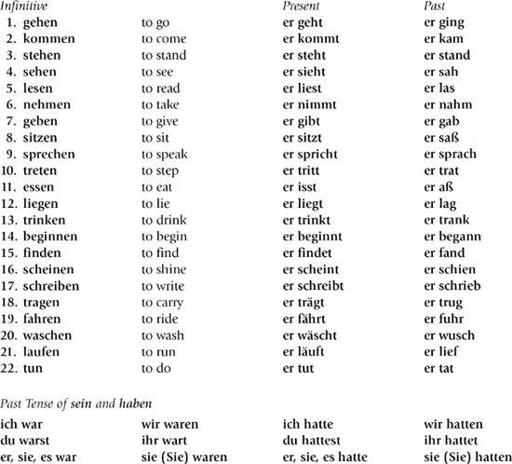 Infinitive Present Past
1. gehen to go er geht er ging
2. kommen to come er kommt er kam
3. stehen to stand er steht er stand
4. sehen to see er sieht er sah
5. lesen to read er liest er las
6. nehmen to take er nimmt er nahm
7. geben to give er gibt er gab
8. sitzen to sit er sitzt er saß
9. sprechen to speak er spricht er sprach
10. treten to step er tritt er trat
11. essen to eat er isst er aß
12. liegen to lie er liegt er lag
13. trinken to drink er trinkt er trank
14. beginnen to begin er beginnt er begann
15. finden to find er findet er fand
16. scheinen to shine er scheint er schien
17. schreiben to write er schreibt er schrieb
18. tragen to carry er trägt er trug
19. fahren to ride er fährt er fuhr
20. waschen to wash er wäscht er wusch
21. laufen to run er läuft er lief
22. tun to do er tut er tat
Past Tense of sein and haben
ich war wir waren ich hatte wir hatten
du warst ihr wart du hattest ihr hattet
er, sie, es war sie (Sie) waren er, sie, es hatte sie (Sie) hatten